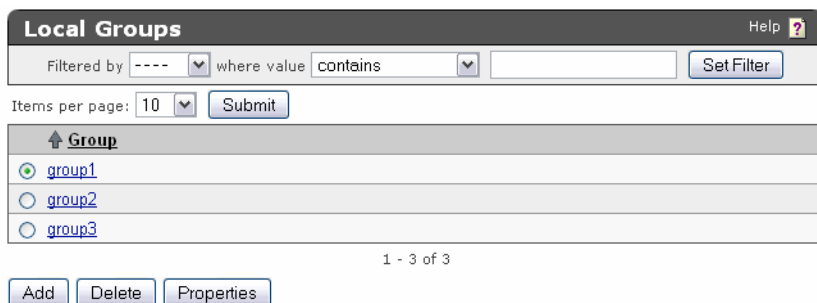 Local Groups Help ?
Filtered by ---- where value contains Set Filter
Items per page: 10 Submit
Group
group1
group2
group3
1 - 3 of 3
Add Delete Properties